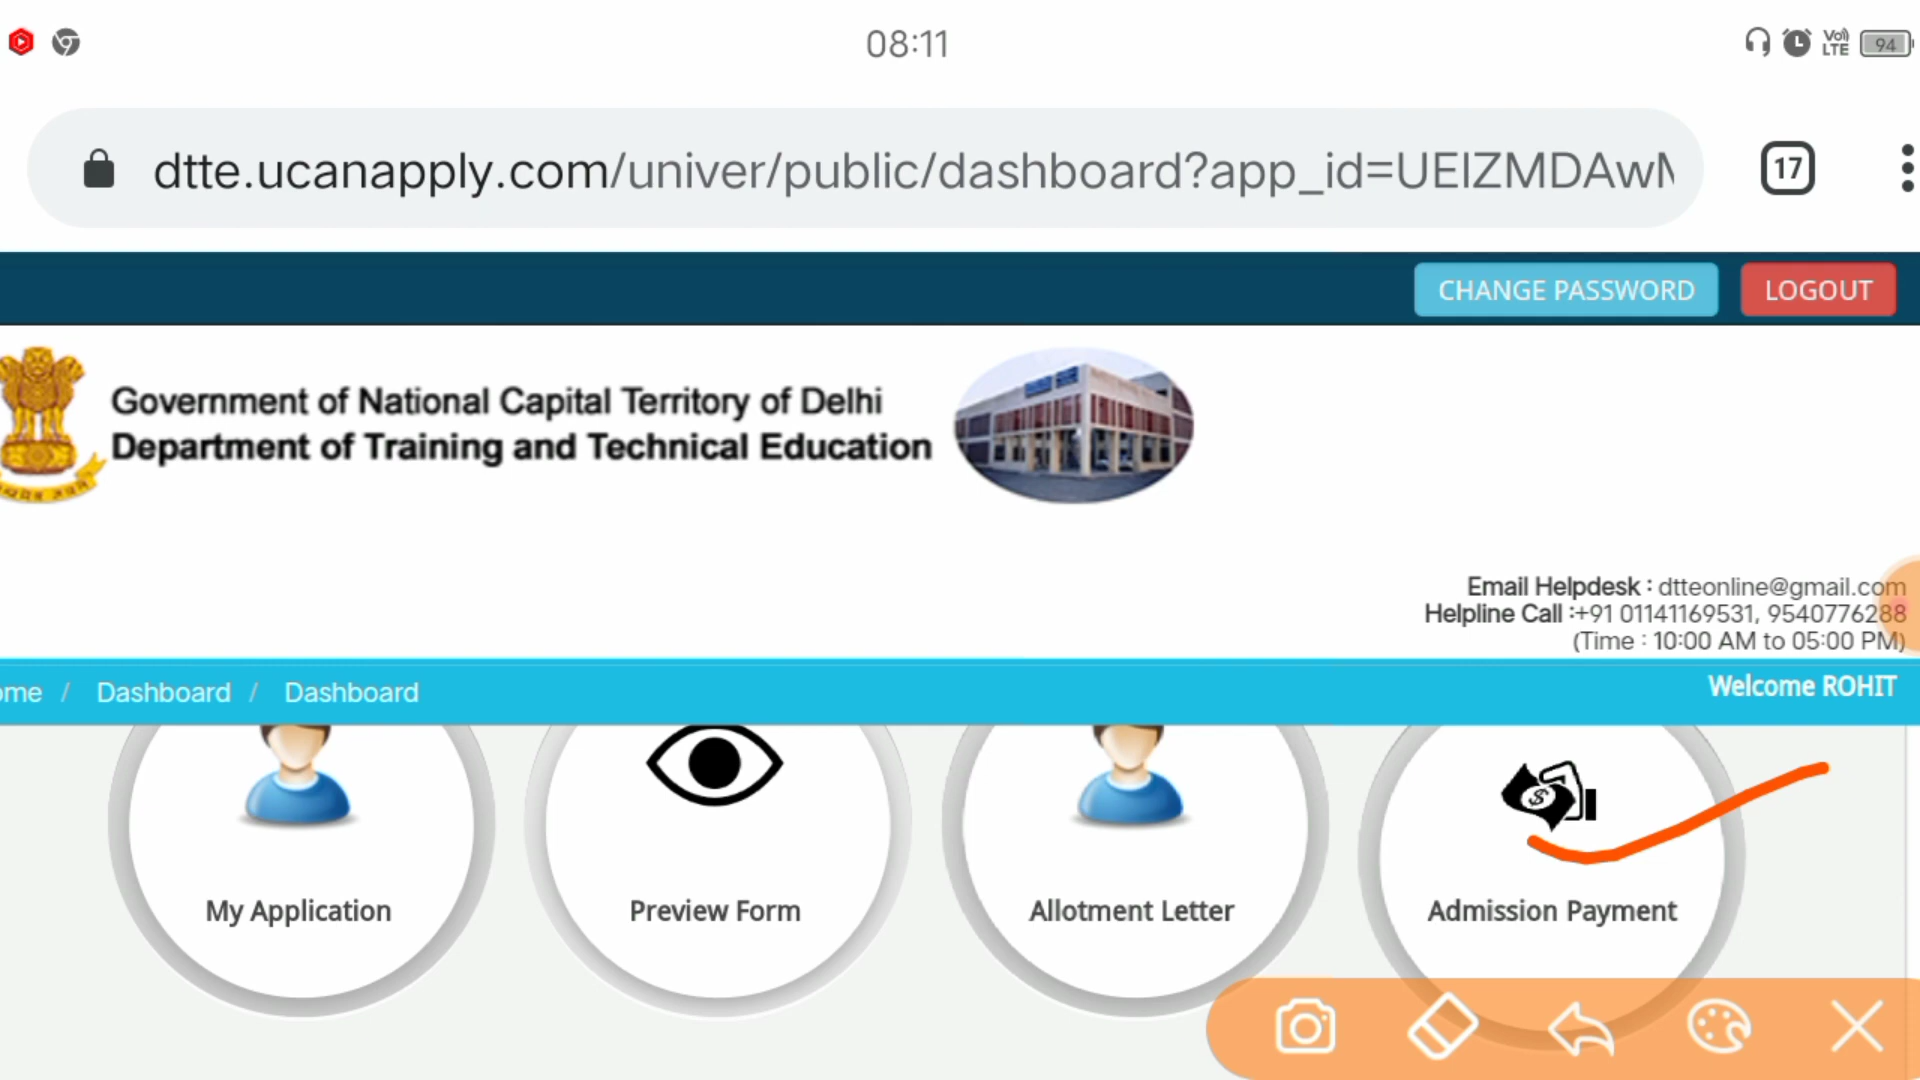 08:11
Vol)
LTE
94
dtte.ucanapply.com/univer/public/dashboard?app_id=UEIZMDAwN
17
CHANGE PASSWORD
LOGOUT
Government of National Capital Territory of Delhi
Department of Training and Technical Education
Email Helpdesk : dtteonline@gmail.com
Helpline Call :+91 01141169531, 9540776288
(Time : 10:00 AM to 05:00 PM)
ome / Dashboard / Dashboard
Welcome ROHIT
My Application
Preview Form
Allotment Letter
Admission Payment